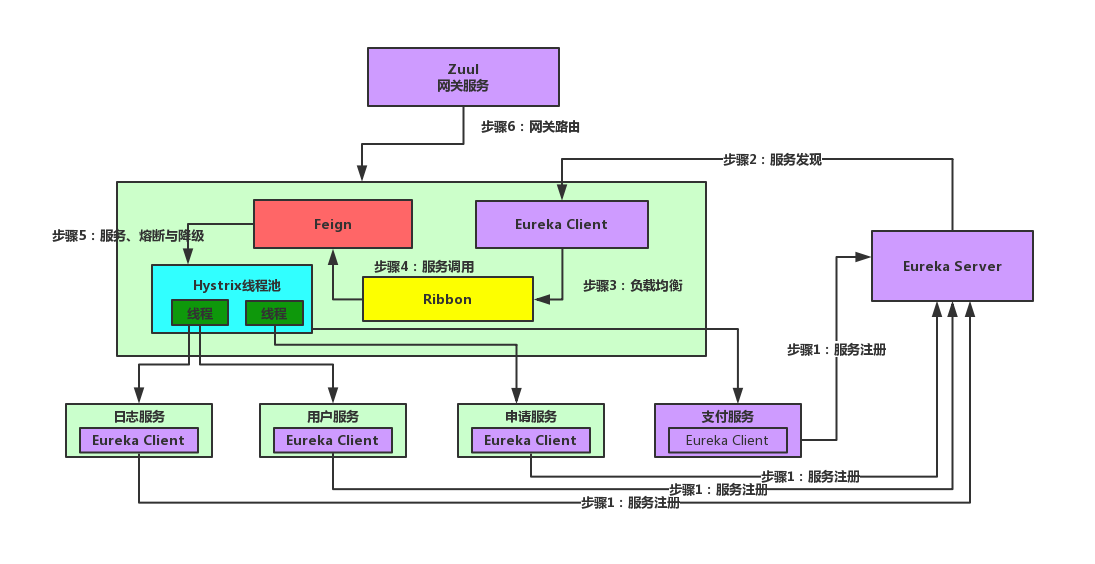 Zuul
网关服务
步骤6：网关路由
步骤2：服务发现
Feign
Eureka Client
步骤5：服务、熔断与降级
步骤4：服务调用
Eureka Server
Hystrix线程池
步骤3：负载均衡
Ribbon
线程
线程
步骤1：服务注册
日志服务
用户服务
申请服务
支付服务
Eureka Client
Eureka Client
Eureka Client
Eureka Client
步骤1：服务注册
步骤1：服务注册
步骤1：服务注册